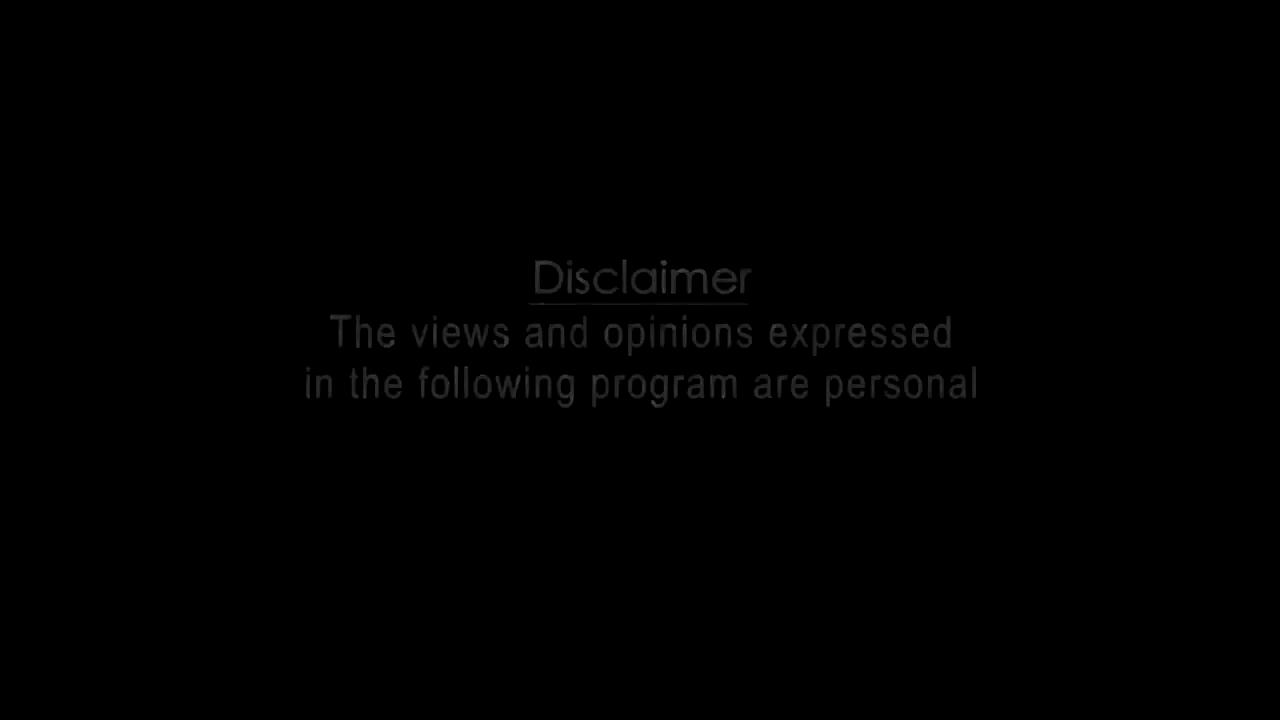 Disclaimer
The views and opinions expressed
in the following program are personal